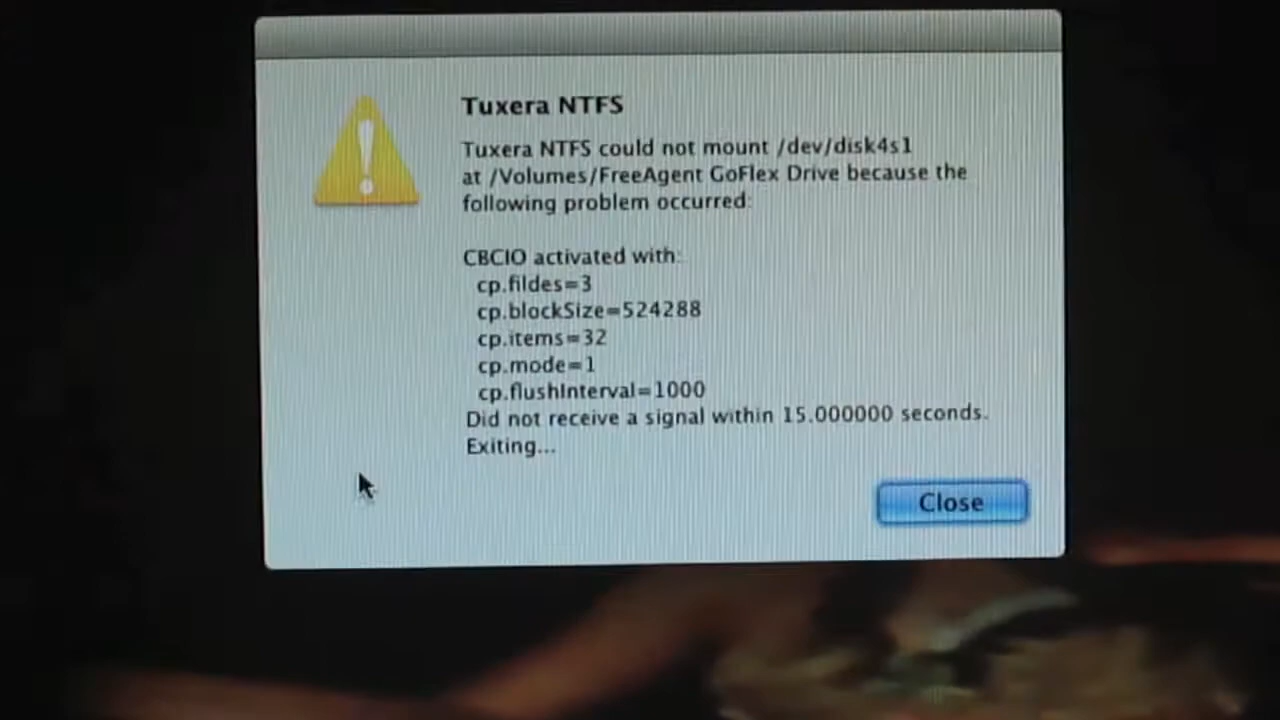 Tuxera NTFS
Tuxera NTFS could not mount /dev/disk4s1
at /Volumes/FreeAgent GoFlex Drive because the
following problem occurred:
CBCIO activated with:
cp.fildes=3
cp.blockSize=524288
cp.items=32
cp.mode=1
cp.flushInterval=1000
Did not receive a signal within 15.000000 seconds.
Exiting...
Close